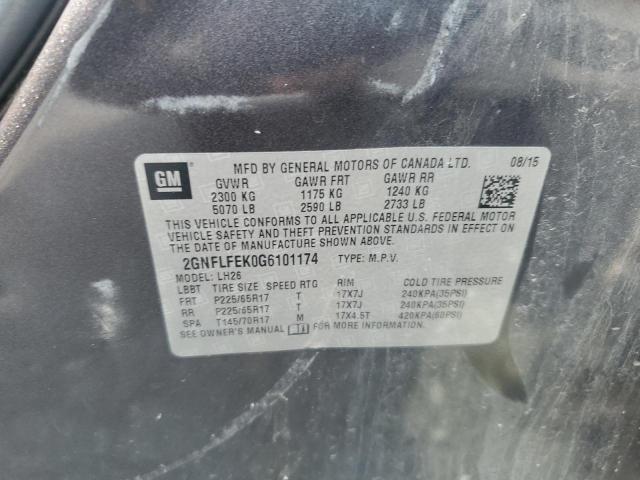 GM
MFD BY GENERAL MOTORS OF CANADA LTD. 08/15
GVWR GAWR FRT GAWR RR
2300 KG 1175 KG 1240 KG
5070 LB 2590 LB 2733 LB
THIS VEHICLE CONFORMS TO ALL APPLICABLE U.S. FEDERAL MOTOR
VEHICLE SAFETY AND THEFT PREVENTION STANDARDS IN EFFECT ON
THE DATE OF MANUFACTURE SHOWN ABOVE.
2GNFLFEK0G6101174 TYPE: M.P.V.
MODEL: LH26
LBBT TIRE SIZE SPEED RTG RIM COLD TIRE PRESSURE
FRT P225/65R17 T 17X7J 240KPA(35PSI)
RR P225/65R17 T 17X7J 240KPA(35PSI)
SPA T145/70R17 M 17X4.5T 420KPA(60PSI)
SEE OWNER'S MANUAL FOR MORE INFORMATION.